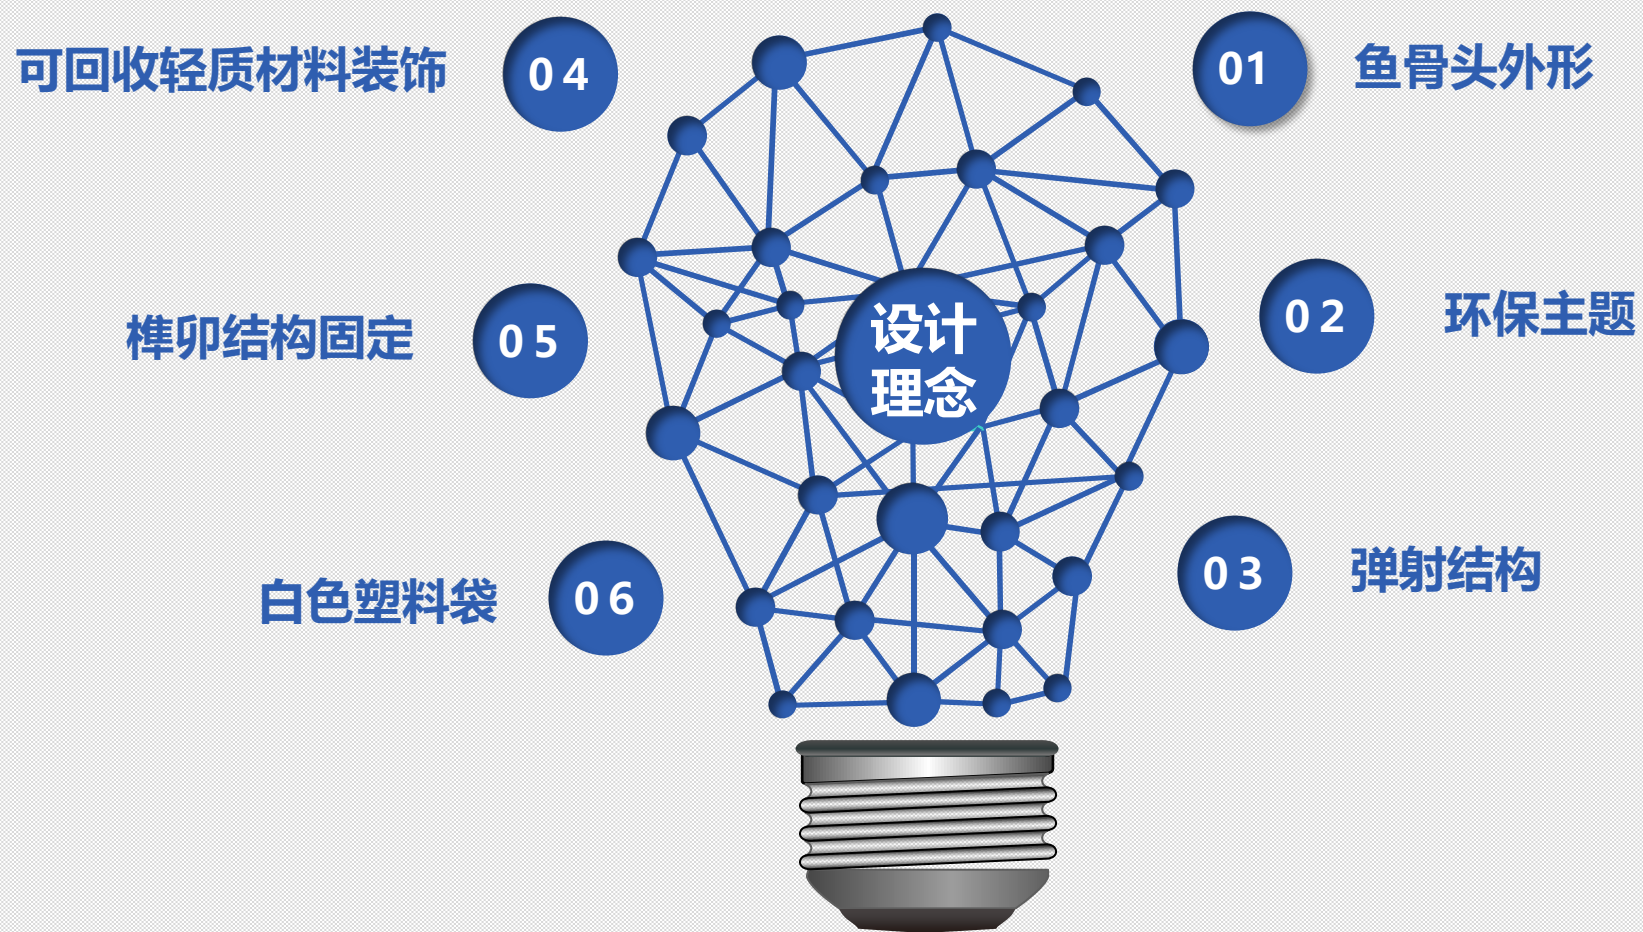 设计
理念
01
鱼骨头外形
02
环保主题
03
弹射结构
04
可回收轻质材料装饰
05
榫卯结构固定
06
白色塑料袋